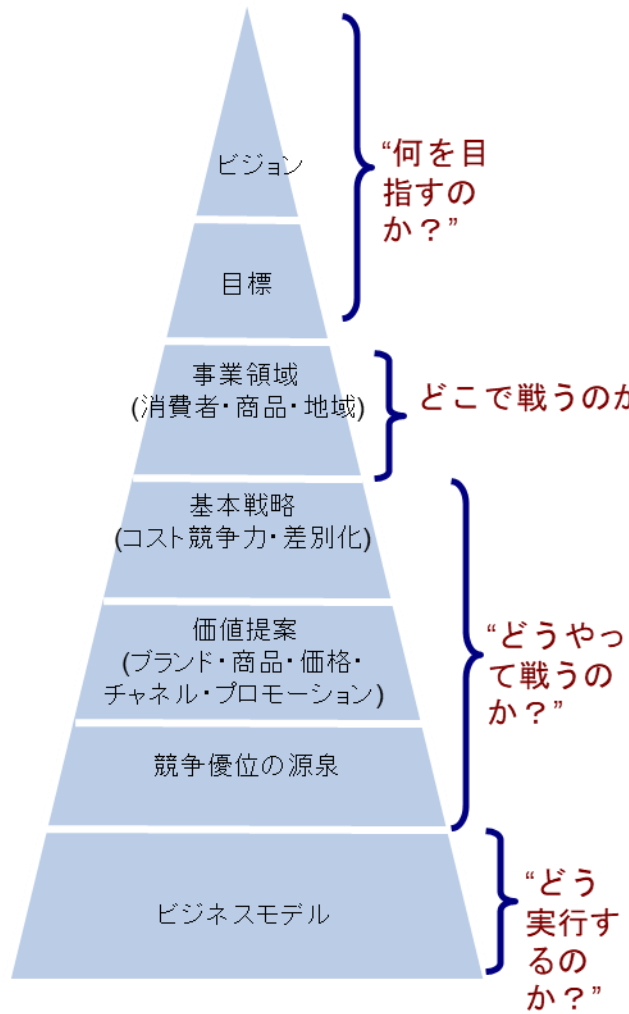 ビジョン
目標
“何を目
指すの
か？”
事業領域
(消費者・商品・地域)
どこで戦うのか
基本戦略
(コスト競争力・差別化)
価値提案
(ブランド・商品・価格・
チャネル・プロモーション)
競争優位の源泉
“どうやっ
て戦うの
か？”
ビジネスモデル
“どう
実行す
るの
か？”